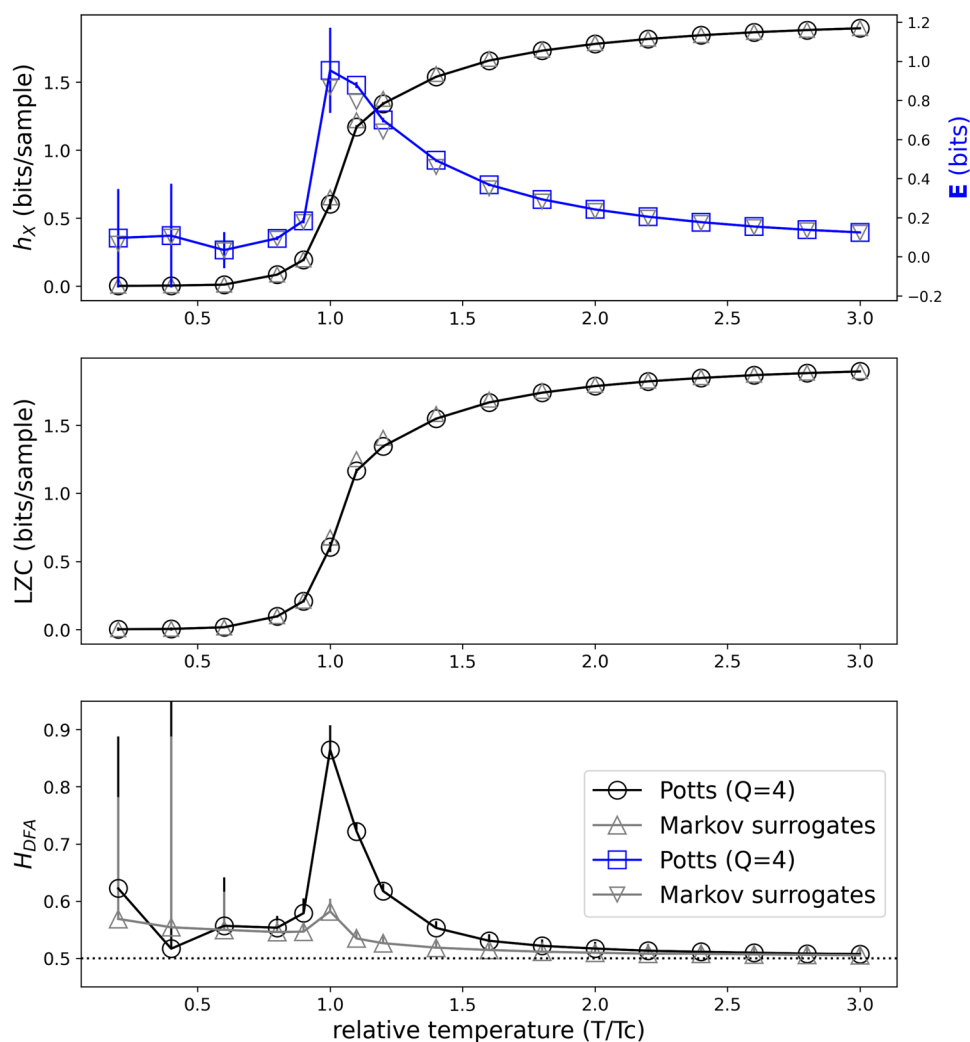 h_X (bits/sample)
1.5
1.0
0.5
0.0
1.2
1.0
0.8
0.6
0.4
0.2
0.0
−0.2
E (bits)
0.5 1.0 1.5 2.0 2.5 3.0
LZC (bits/sample)
1.5
1.0
0.5
0.0
0.5 1.0 1.5 2.0 2.5 3.0
H_DFA
0.9
0.8
0.7
0.6
0.5
Potts (Q=4)
Markov surrogates
Potts (Q=4)
Markov surrogates
0.5 1.0 1.5 2.0 2.5 3.0
relative temperature (T/Tc)